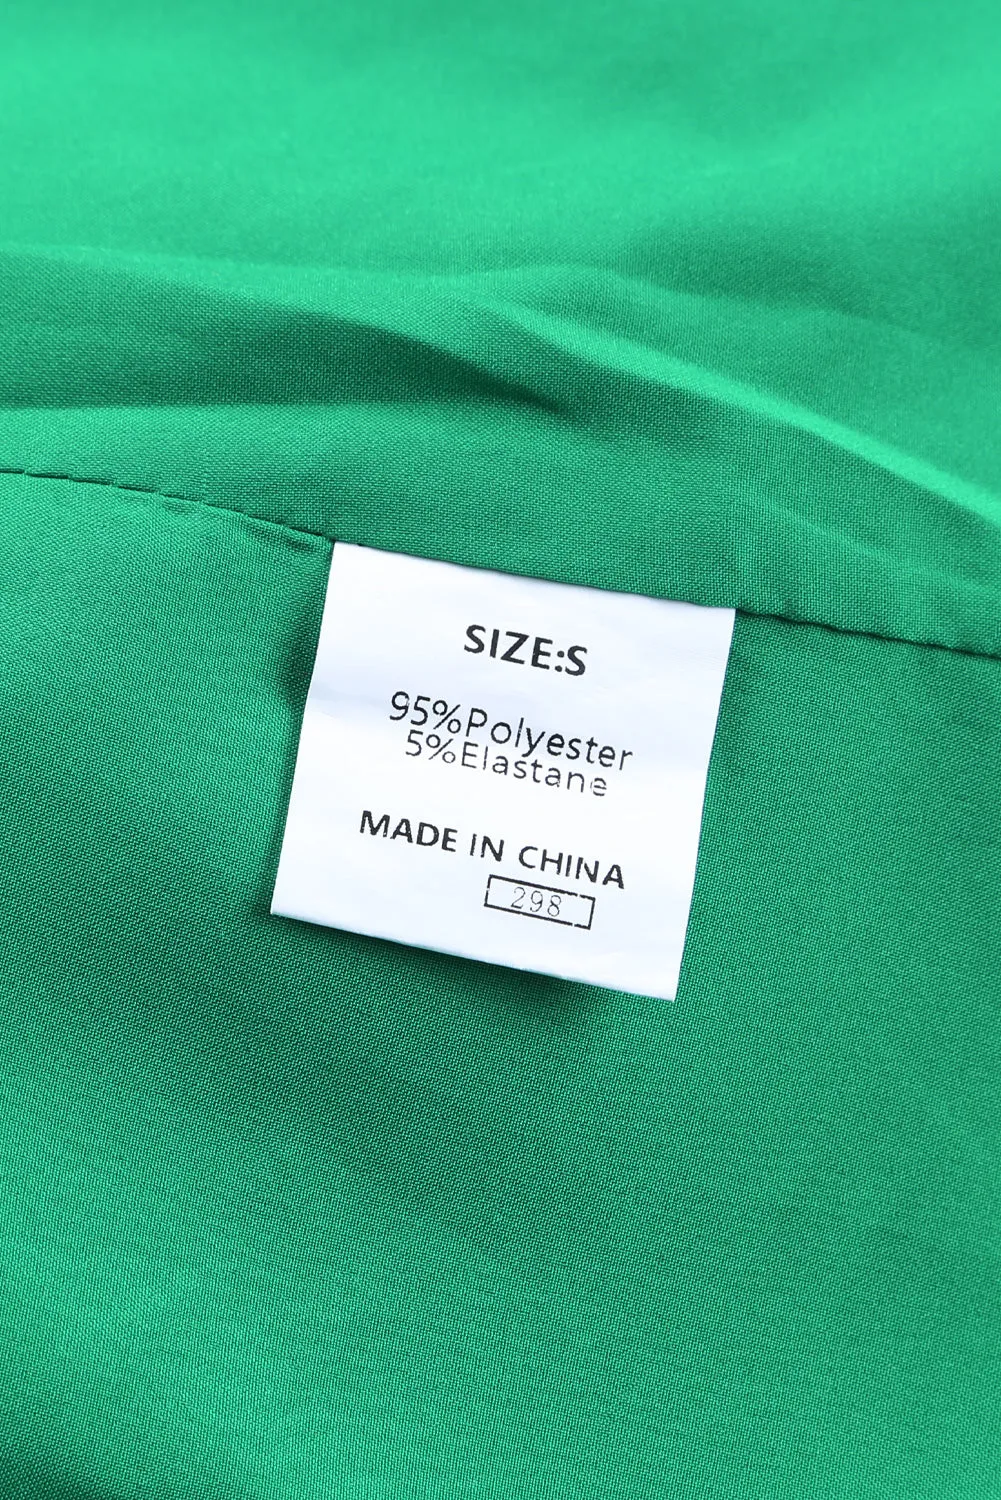 SIZE:S
95%Polyester
5%Elastane
MADE IN CHINA
298